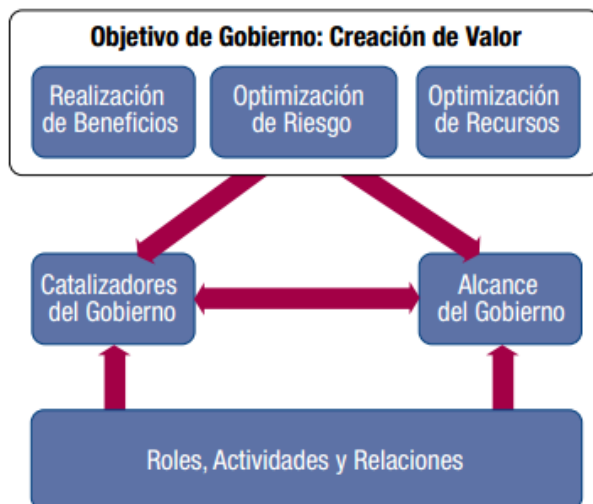 Objetivo de Gobierno: Creación de Valor
Realización
de Beneficios
Optimización
de Riesgo
Optimización
de Recursos
Catalizadores
del Gobierno
Alcance
del Gobierno
Roles, Actividades y Relaciones